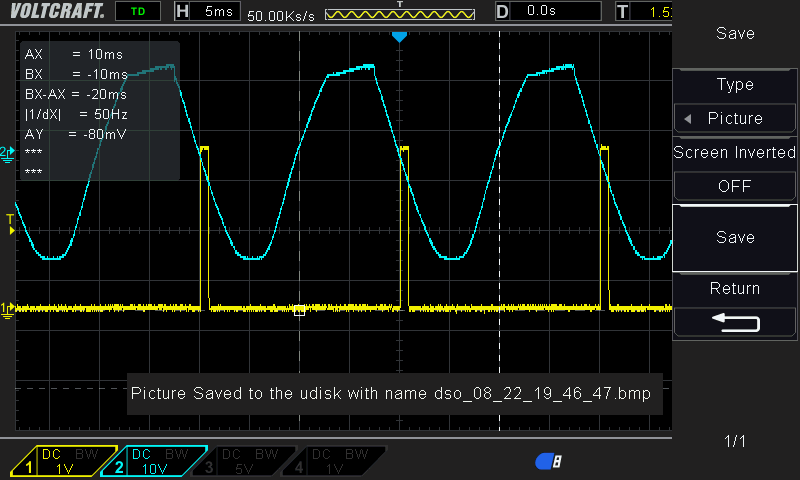 VOLTCRAFT. TD H 5ms 50.00Ks/s T D 0.0s T 1.5
Save
AX = 10ms
BX = -10ms
BX-AX = -20ms
|1/dX| = 50Hz
AY = -80mV
***
***
Type
Picture
Screen Inverted
OFF
Save
Return
2
T
1
Picture Saved to the udisk with name dso_08_22_19_46_47.bmp
1/1
1 DC BW 1V
2 DC BW 10V
3 DC BW 5V
4 DC BW 1V